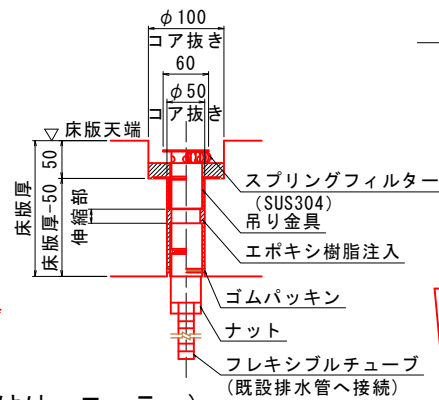 φ100
コア抜き
60
φ50
コア抜き
▽ 床版天端
50
床版厚
床版厚-50
伸縮部
スプリングフィルター
(SUS304)
吊り金具
エポキシ樹脂注入
ゴムパッキン
ナット
フレキシブルチューブ
(既設排水管へ接続)